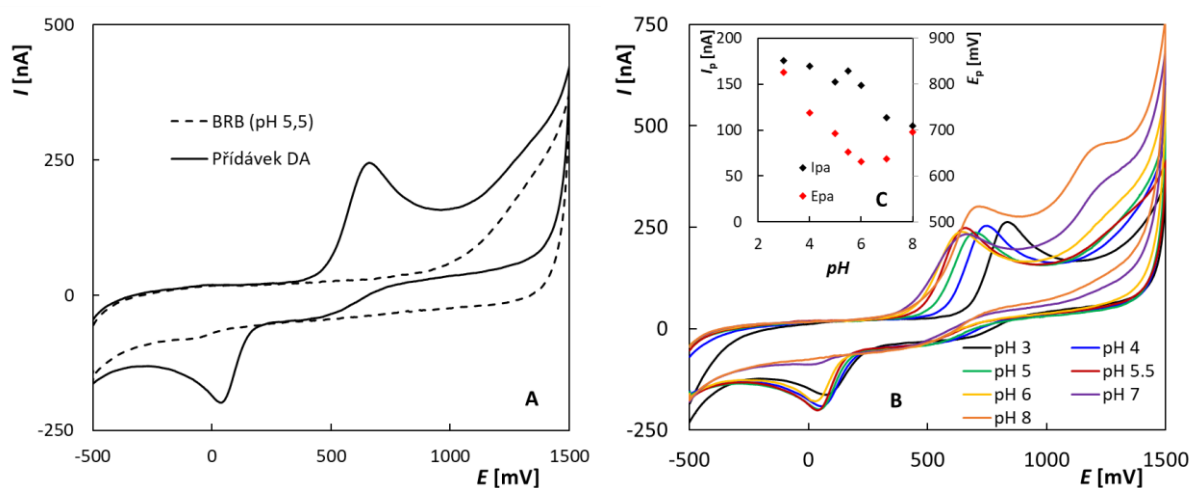 500
250
0
-250
-500
0
500
1000
1500
I [nA]
E [mV]
BRB (pH 5,5)
Přídávek DA
A
750
500
250
0
-250
-500
0
500
1000
1500
I [nA]
E [mV]
200
150
100
50
0
2
4
6
8
900
800
700
600
500
Ip [nA]
Ep [mV]
pH
Ipa
Epa
C
B
pH 3
pH 4
pH 5
pH 5.5
pH 6
pH 7
pH 8